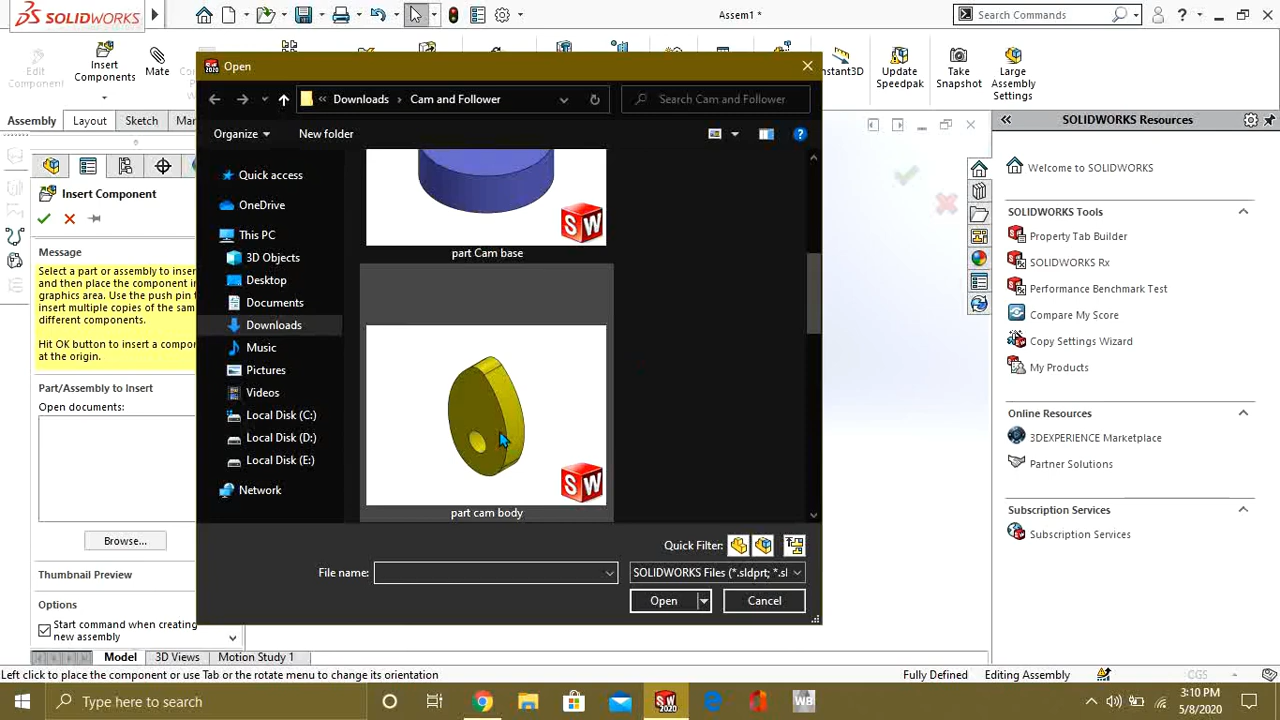 SOLIDWORKS
Assem1 *
Search Commands
Edit
Component
Insert
Components
Mate
Instant3D
Update
Speedpak
Take
Snapshot
Large
Assembly
Settings
Assembly
Layout
Sketch
Insert Component
Message
Select a part or assembly to inser
and then place the component in
graphics area. Use the push pin t
insert multiple copies of the sam
different components.
Hit OK button to insert a compon
at the origin.
Part/Assembly to Insert
Open documents:
Browse...
Thumbnail Preview
Options
Start command when creating
new assembly
Open
Downloads
Cam and Follower
Search Cam and Follower
Organize
New folder
Quick access
OneDrive
This PC
3D Objects
Desktop
Documents
Downloads
Music
Pictures
Videos
Local Disk (C:)
Local Disk (D:)
Local Disk (E:)
Network
SW
part Cam base
SW
part cam body
Quick Filter:
File name:
SOLIDWORKS Files (*.sldprt; *.sl
Open
Cancel
SOLIDWORKS Resources
Welcome to SOLIDWORKS
SOLIDWORKS Tools
Property Tab Builder
SOLIDWORKS Rx
Performance Benchmark Test
Compare My Score
Copy Settings Wizard
My Products
Online Resources
3DEXPERIENCE Marketplace
Partner Resources
Subscription Services
Subscription Services
Model
3D Views
Motion Study 1
Left click to place the component or use Tab or the rotate menu to change its orientation
Fully Defined
Editing Assembly
CGS
Type here to search
SW
2020
WB
3:10 PM
5/8/2020